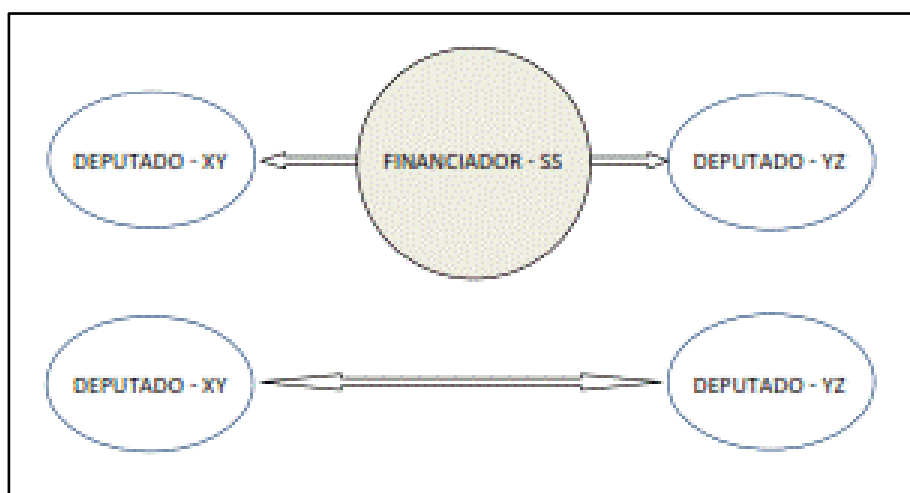 DEPUTADO - XY
FINANCIADOR - SS
DEPUTADO - YZ
DEPUTADO - XY
DEPUTADO - YZ